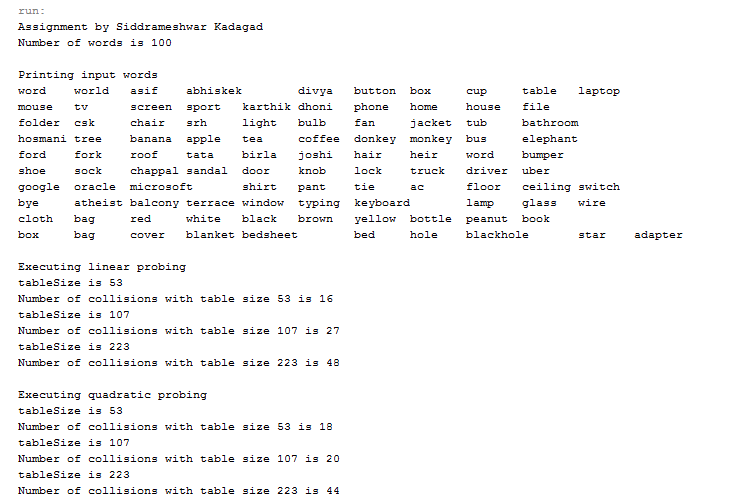 run:
Assignment by Siddrameshwar Kadagad
Number of words is 100
Printing input words
word world asif abhiskek divya button box cup table laptop
mouse tv screen sport karthik dhoni phone home house file
folder csk chair srh light bulb fan jacket tub bathroom
hosmani tree banana apple tea coffee donkey monkey bus elephant
ford fork roof tata birla joshi hair heir word bumper
shoe sock chappal sandal door knob lock truck driver uber
google oracle microsoft shirt pant tie ac floor ceiling switch
bye atheist balcony terrace window typing keyboard lamp glass wire
cloth bag red white black brown yellow bottle peanut book
box bag cover blanket bedsheet bed hole blackhole star adapter
Executing linear probing
tableSize is 53
Number of collisions with table size 53 is 16
tableSize is 107
Number of collisions with table size 107 is 27
tableSize is 223
Number of collisions with table size 223 is 48
Executing quadratic probing
tableSize is 53
Number of collisions with table size 53 is 18
tableSize is 107
Number of collisions with table size 107 is 20
tableSize is 223
Number of collisions with table size 223 is 44